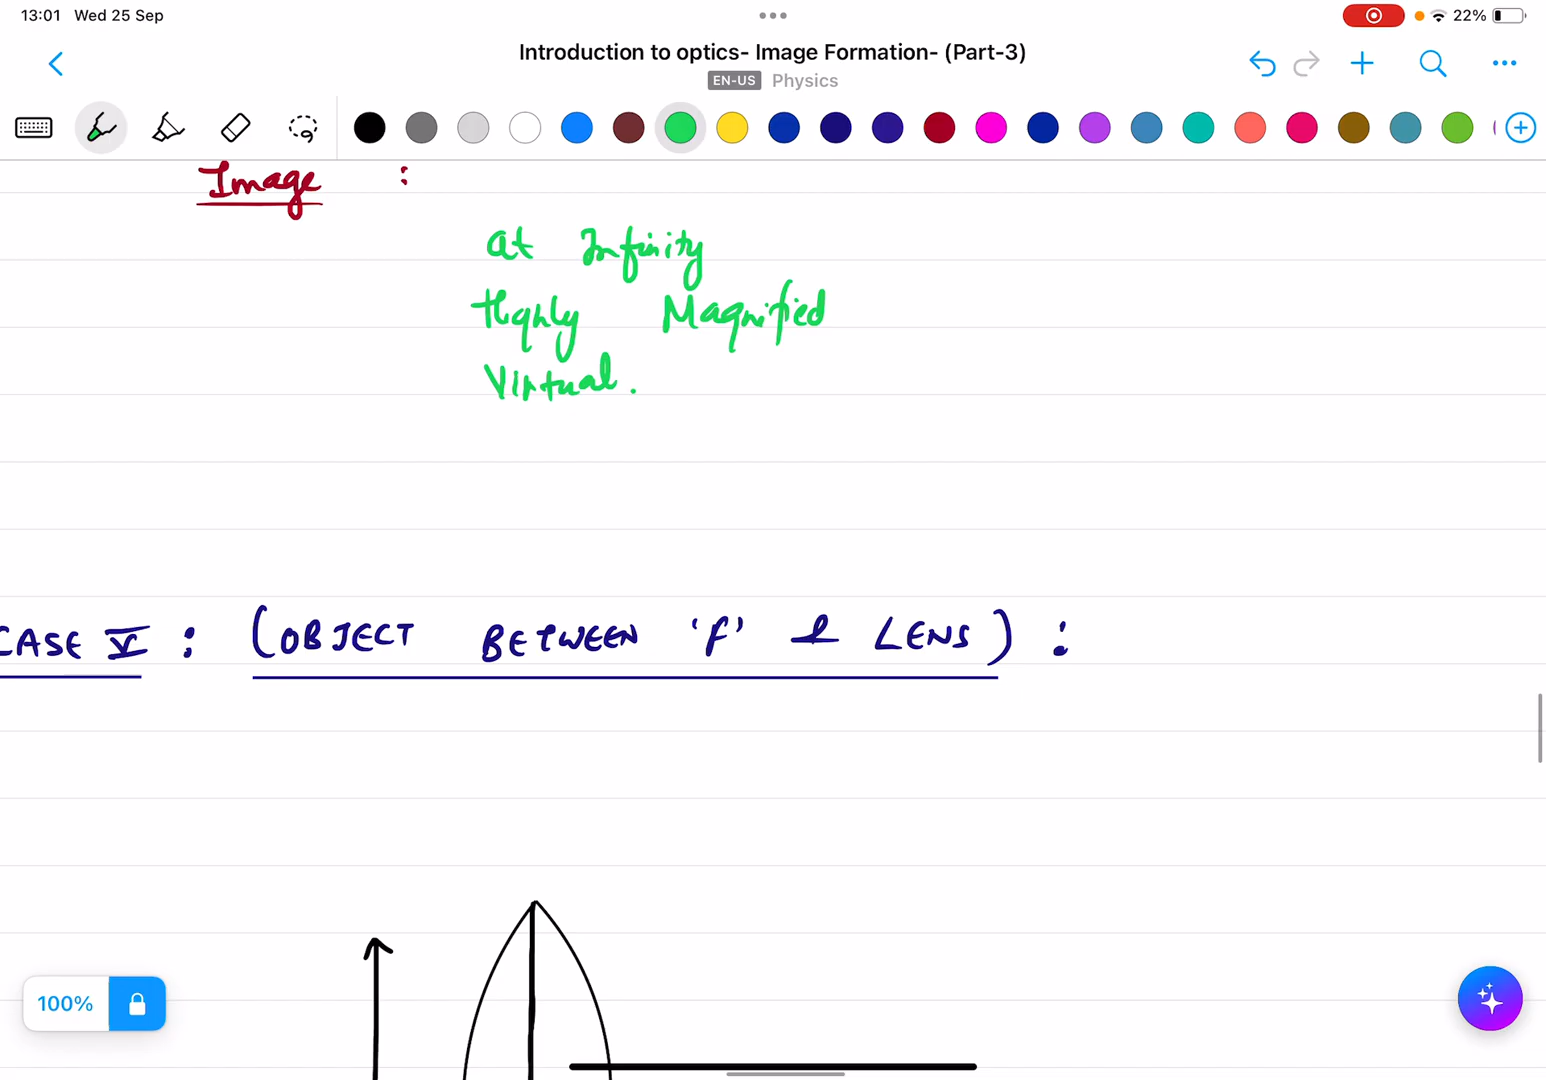 13:01 Wed 25 Sep
22%
Introduction to optics- Image Formation- (Part-3)
EN-US Physics
Image :
at Infinity
Highly Magnified
Virtual.
CASE V : (OBJECT BETWEEN 'F' & LENS) :
100%